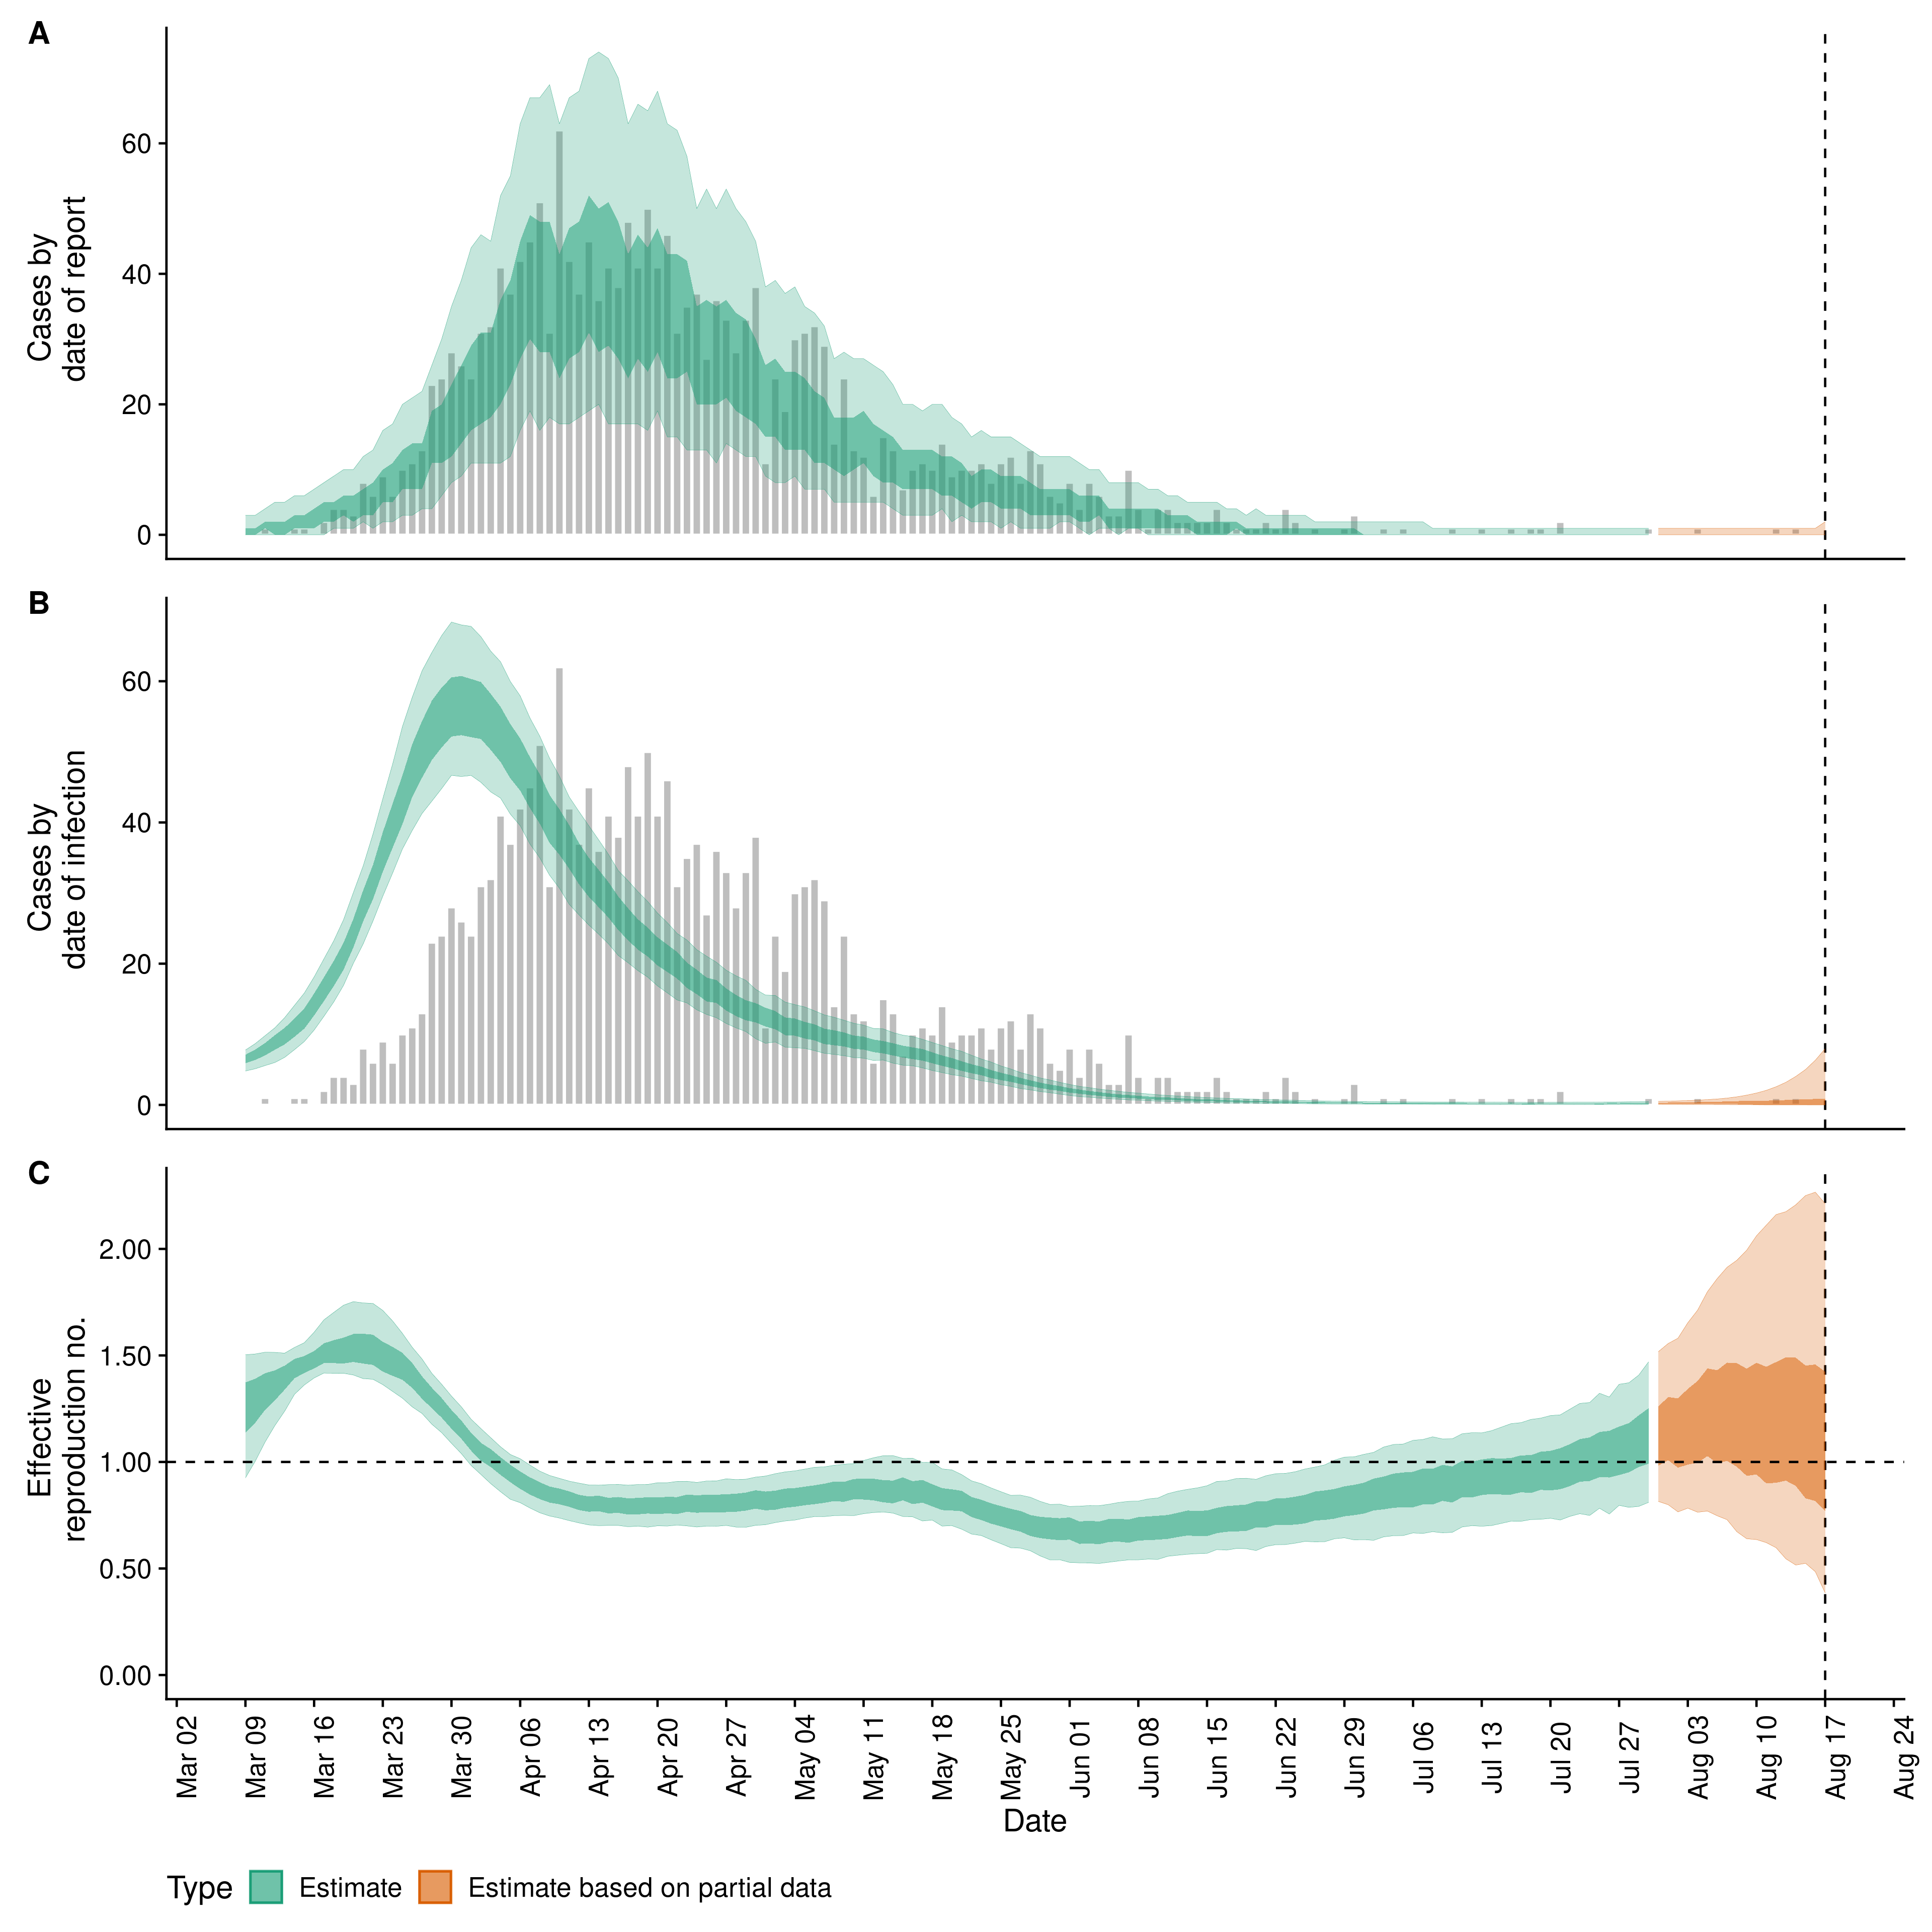 A
Cases by
date of report
60
40
20
0
B
Cases by
date of infection
60
40
20
0
C
Effective
reproduction no.
2.00
1.50
1.00
0.50
0.00
Mar 02
Mar 09
Mar 16
Mar 23
Mar 30
Apr 06
Apr 13
Apr 20
Apr 27
May 04
May 11
May 18
May 25
Jun 01
Jun 08
Jun 15
Jun 22
Jun 29
Jul 06
Jul 13
Jul 20
Jul 27
Aug 03
Aug 10
Aug 17
Aug 24
Date
Type Estimate Estimate based on partial data